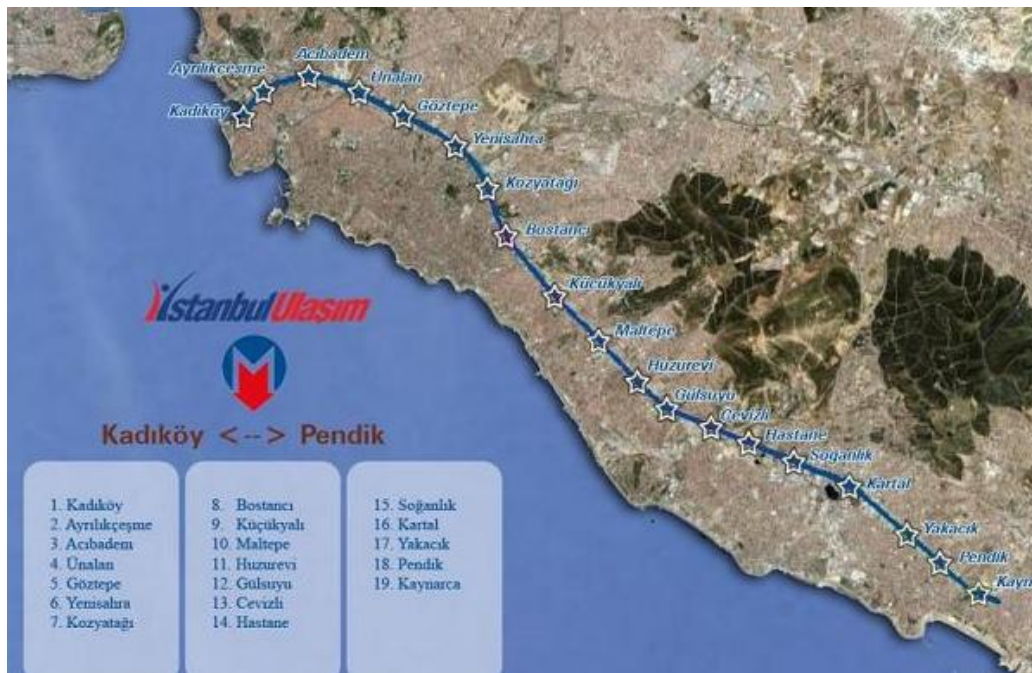 Acıbadem
Ayrılıkçeşme
Ünalan
Kadıköy
Göztepe
Yenisahra
Kozyatağı
Bostancı
Küçükyalı
İstanbulUlaşım
Maltepe
M
Huzurevi
Gülsuyu
Cevizli
Kadıköy <--> Pendik
Hastane
Soğanlık
Kartal
Yakacık
Pendik
Kayn
1. Kadıköy
2. Ayrılıkçeşme
3. Acıbadem
4. Ünalan
5. Göztepe
6. Yenisahra
7. Kozyatağı
8. Bostancı
9. Küçükyalı
10. Maltepe
11. Huzurevi
12. Gülsuyu
13. Cevizli
14. Hastane
15. Soğanlık
16. Kartal
17. Yakacık
18. Pendik
19. Kaynarca